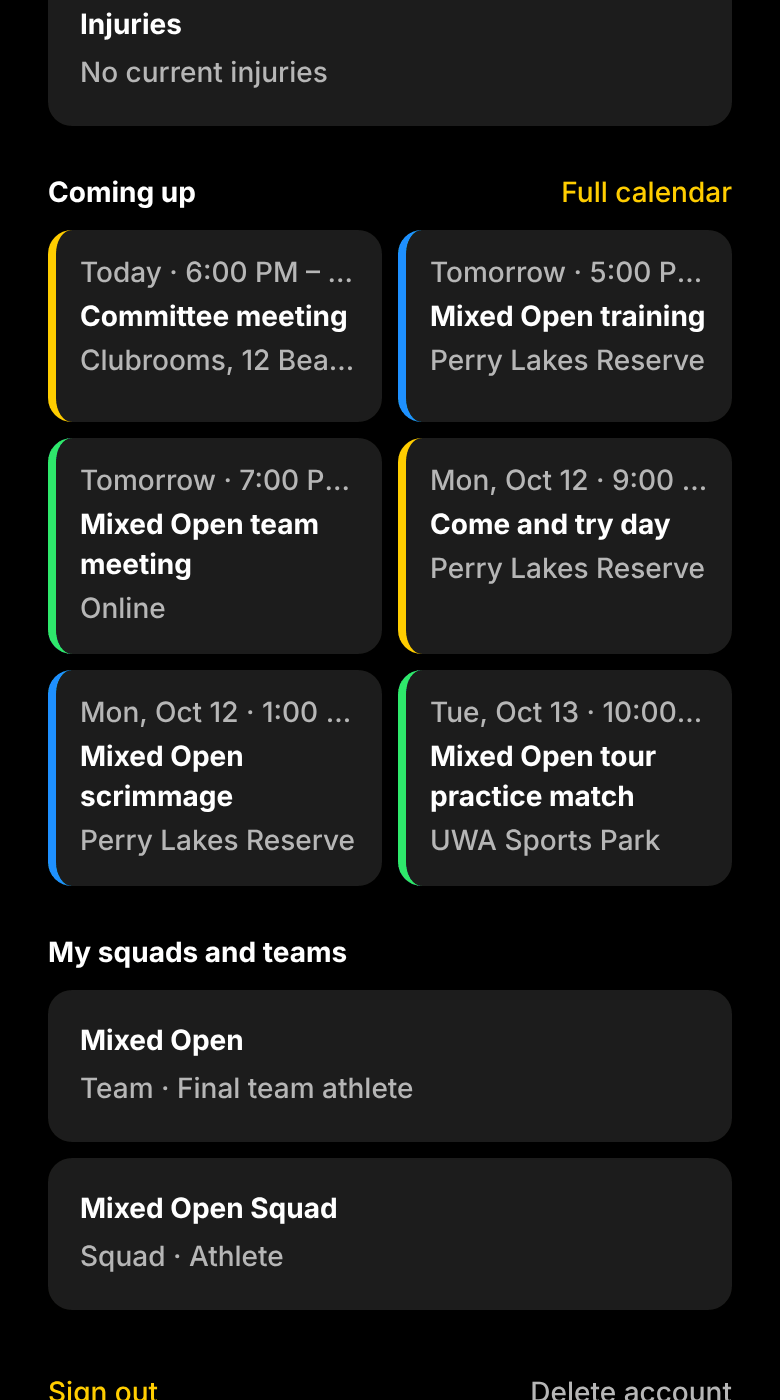 Injuries
No current injuries
Coming up
Full calendar
Today · 6:00 PM – ...
Committee meeting
Clubrooms, 12 Bea...
Tomorrow · 5:00 P...
Mixed Open training
Perry Lakes Reserve
Tomorrow · 7:00 P...
Mixed Open team
meeting
Online
Mon, Oct 12 · 9:00 ...
Come and try day
Perry Lakes Reserve
Mon, Oct 12 · 1:00 ...
Mixed Open
scrimmage
Perry Lakes Reserve
Tue, Oct 13 · 10:00...
Mixed Open tour
practice match
UWA Sports Park
My squads and teams
Mixed Open
Team · Final team athlete
Mixed Open Squad
Squad · Athlete
Sign out
Delete account